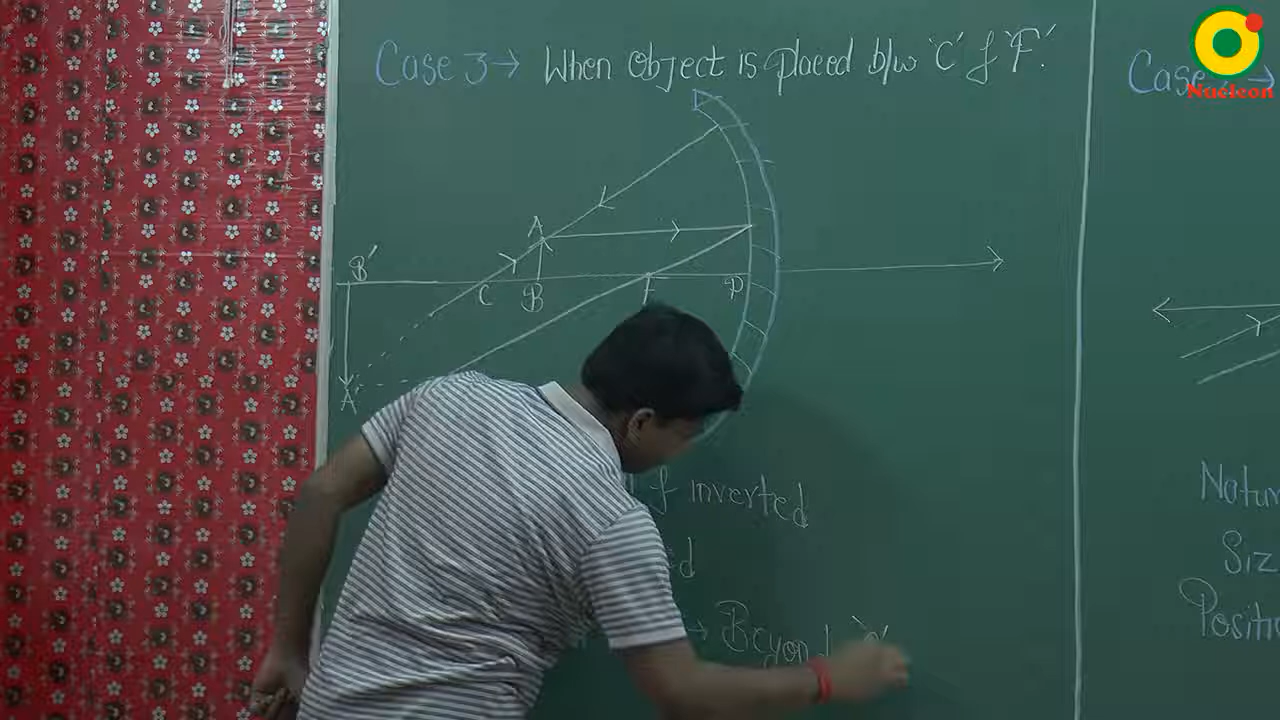 Case 3→ When Object is placed b/w 'C' & 'F'.
Nucleon
Case
A
B'
C
B
F
P
A'
& inverted
ed
→ Beyond 'C'
Natu
Siz
Positi